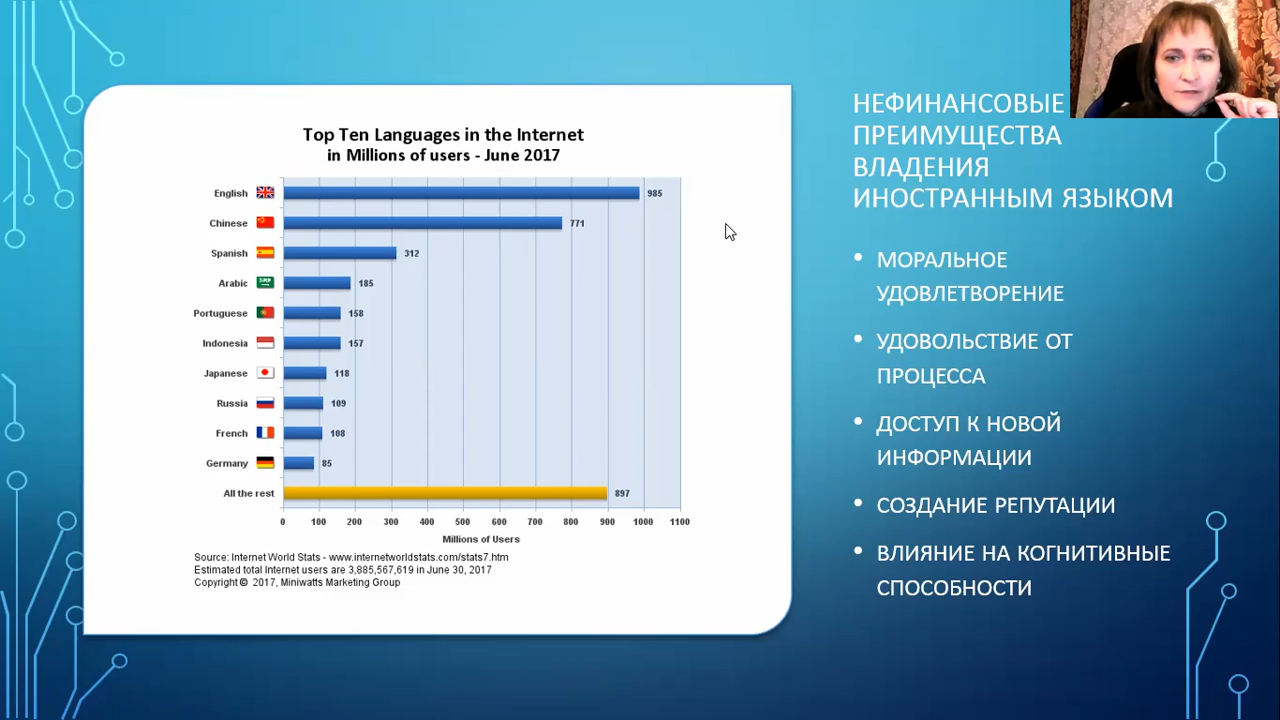 Top Ten Languages in the Internet
in Millions of users - June 2017
English 985
Chinese 771
Spanish 312
Arabic 185
Portuguese 158
Indonesia 157
Japanese 118
Russia 109
French 108
Germany 85
All the rest 897
0 100 200 300 400 500 600 700 800 900 1000 1100
Millions of Users
Source: Internet World Stats - www.internetworldstats.com/stats7.htm
Estimated total Internet users are 3,885,567,619 in June 30, 2017
Copyright © 2017, Miniwatts Marketing Group
НЕФИНАНСОВЫЕ
ПРЕИМУЩЕСТВА
ВЛАДЕНИЯ
ИНОСТРАННЫМ ЯЗЫКОМ
• МОРАЛЬНОЕ
УДОВЛЕТВОРЕНИЕ
• УДОВОЛЬСТВИЕ ОТ
ПРОЦЕССА
• ДОСТУП К НОВОЙ
ИНФОРМАЦИИ
• СОЗДАНИЕ РЕПУТАЦИИ
• ВЛИЯНИЕ НА КОГНИТИВНЫЕ
СПОСОБНОСТИ